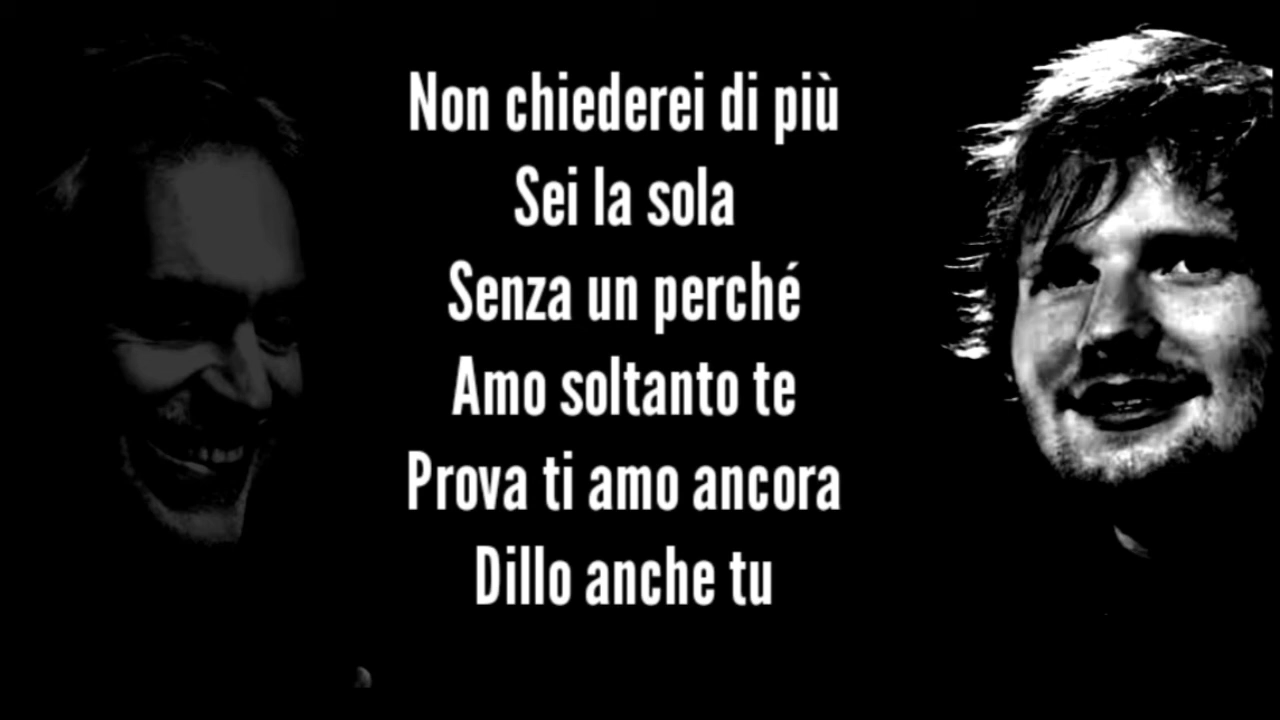 Non chiederei di più
Sei la sola
Senza un perché
Amo soltanto te
Prova ti amo ancora
Dillo anche tu